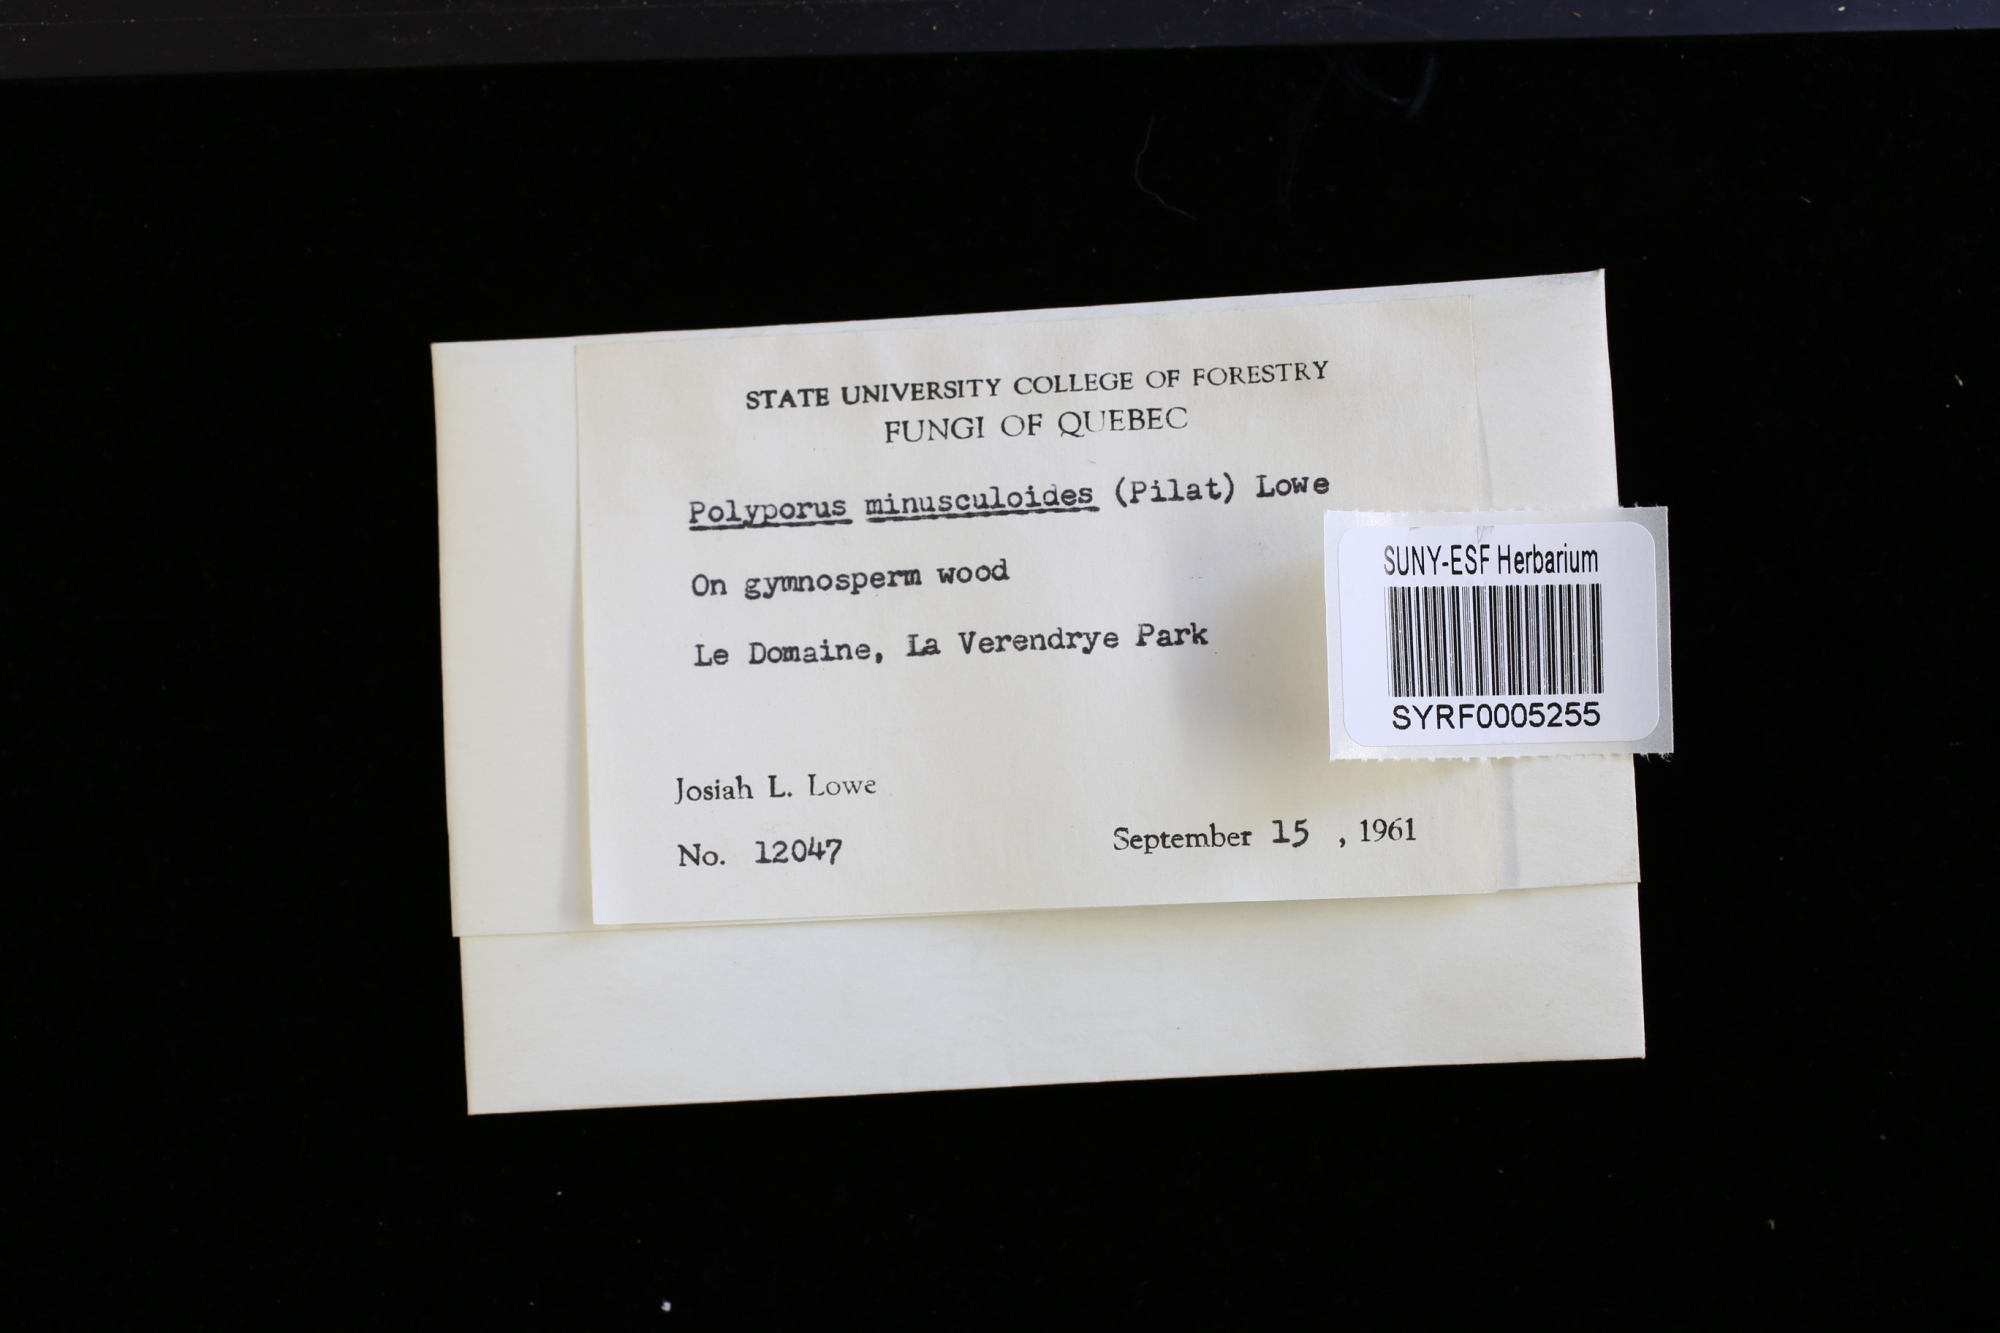 STATE UNIVERSITY COLLEGE OF FORESTRY
FUNGI OF QUEBEC
Polyporus minusculoides (Pilat) Lowe
On gymnosperm wood
Le Domaine, La Verendrye Park
SUNY-ESF Herbarium
SYRF0005255
Josiah L. Lowe
No. 12047
September 15 , 1961